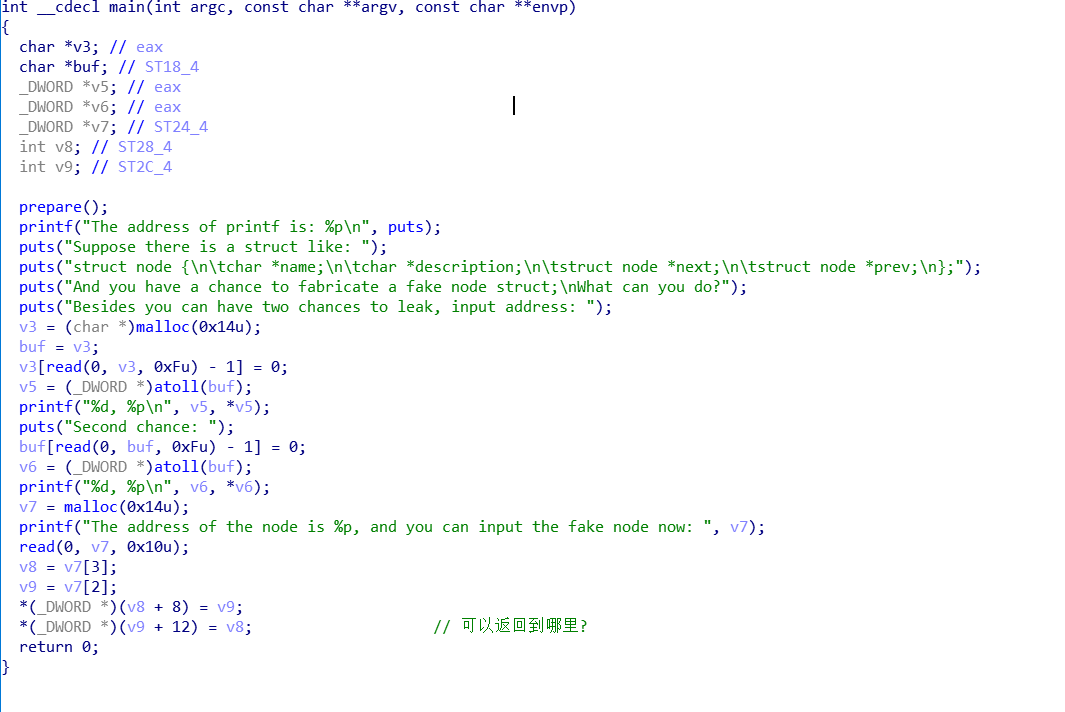 int __cdecl main(int argc, const char **argv, const char **envp)
{
  char *v3; // eax
  char *buf; // ST18_4
  _DWORD *v5; // eax
  _DWORD *v6; // eax
  _DWORD *v7; // ST24_4
  int v8; // ST28_4
  int v9; // ST2C_4

  prepare();
  printf("The address of printf is: %p\n", puts);
  puts("Suppose there is a struct like: ");
  puts("struct node {\n\tchar *name;\n\tchar *description;\n\tstruct node *next;\n\tstruct node *prev;\n};");
  puts("And you have a chance to fabricate a fake node struct;\nWhat can you do?");
  puts("Besides you can have two chances to leak, input address: ");
  v3 = (char *)malloc(0x14u);
  buf = v3;
  v3[read(0, v3, 0xFu) - 1] = 0;
  v5 = (_DWORD *)atoll(buf);
  printf("%d, %p\n", v5, *v5);
  puts("Second chance: ");
  buf[read(0, buf, 0xFu) - 1] = 0;
  v6 = (_DWORD *)atoll(buf);
  printf("%d, %p\n", v6, *v6);
  v7 = malloc(0x14u);
  printf("The address of the node is %p, and you can input the fake node now: ", v7);
  read(0, v7, 0x10u);
  v8 = v7[3];
  v9 = v7[2];
  *(_DWORD *)(v8 + 8) = v9;
  *(_DWORD *)(v9 + 12) = v8;                      // 可以返回到哪里?
  return 0;
}